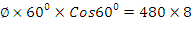 ∅ × 60⁰ × Cos60⁰ = 480 × 8